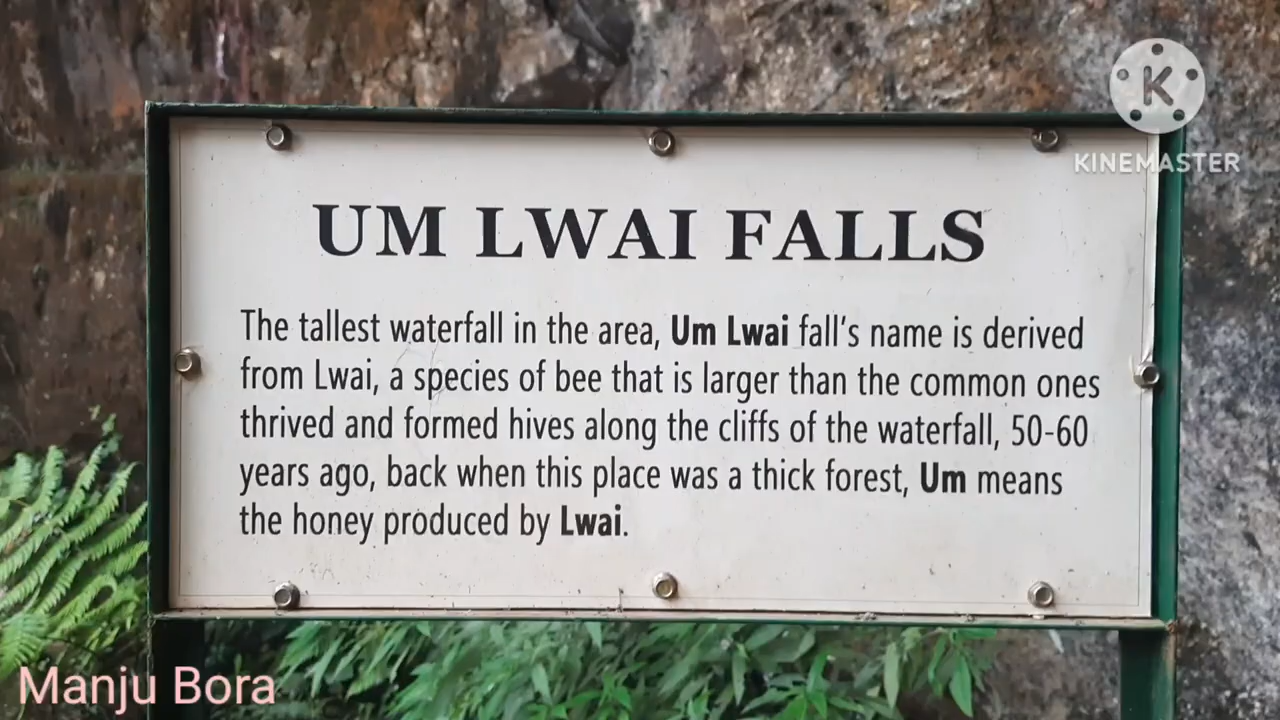 K
KINEMASTER
UM LWAI FALLS
The tallest waterfall in the area, Um Lwai fall's name is derived
from Lwai, a species of bee that is larger than the common ones
thrived and formed hives along the cliffs of the waterfall, 50-60
years ago, back when this place was a thick forest, Um means
the honey produced by Lwai.
Manju Bora